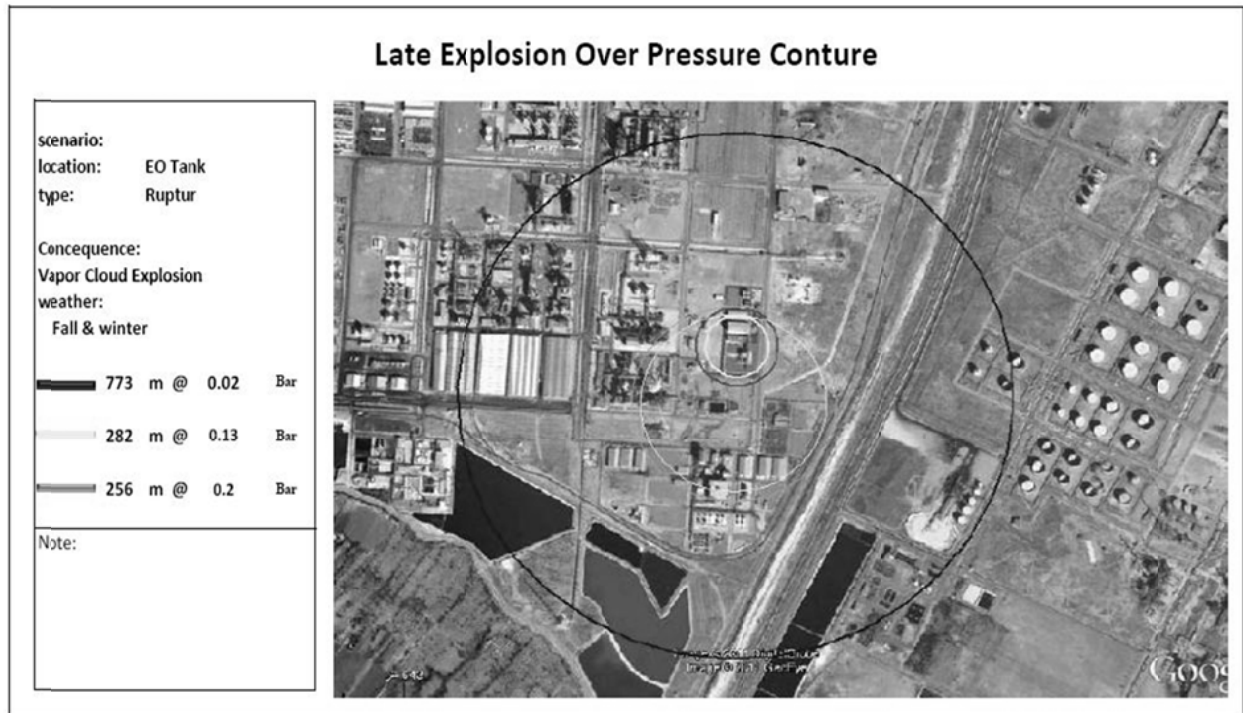 Late Explosion Over Pressure Conture
scenario:
location: EO Tank
type: Ruptur
Concequence:
Vapor Cloud Explosion
weather:
Fall & winter
773 m @ 0.02 Bar
282 m @ 0.13 Bar
256 m @ 0.2 Bar
Note:
Goog